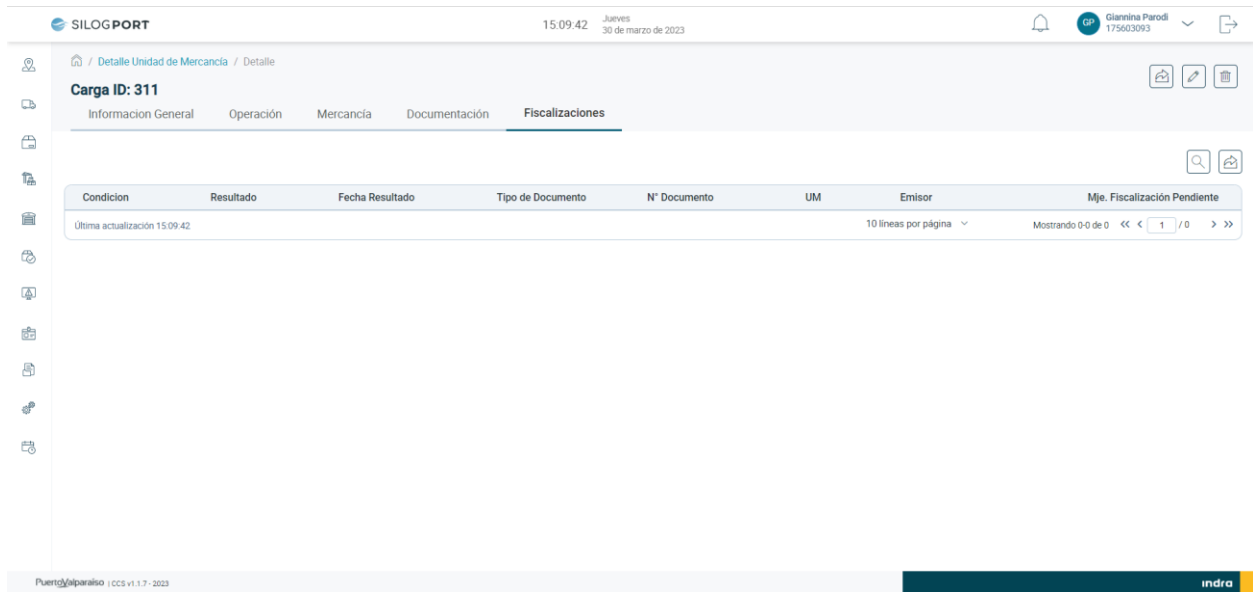 SILOGPORT
15:09:42
Jueves
30 de marzo de 2023
GP
Giannina Parodi
175603093
/ Detalle Unidad de Mercancía / Detalle
Carga ID: 311
Informacion General Operación Mercancía Documentación Fiscalizaciones
Condicion Resultado Fecha Resultado Tipo de Documento N° Documento UM Emisor Mje. Fiscalización Pendiente
Última actualización 15:09:42 10 líneas por página Mostrando 0-0 de 0 1 / 0
PuertoValparaíso | CCS v1.1.7 - 2023
indra